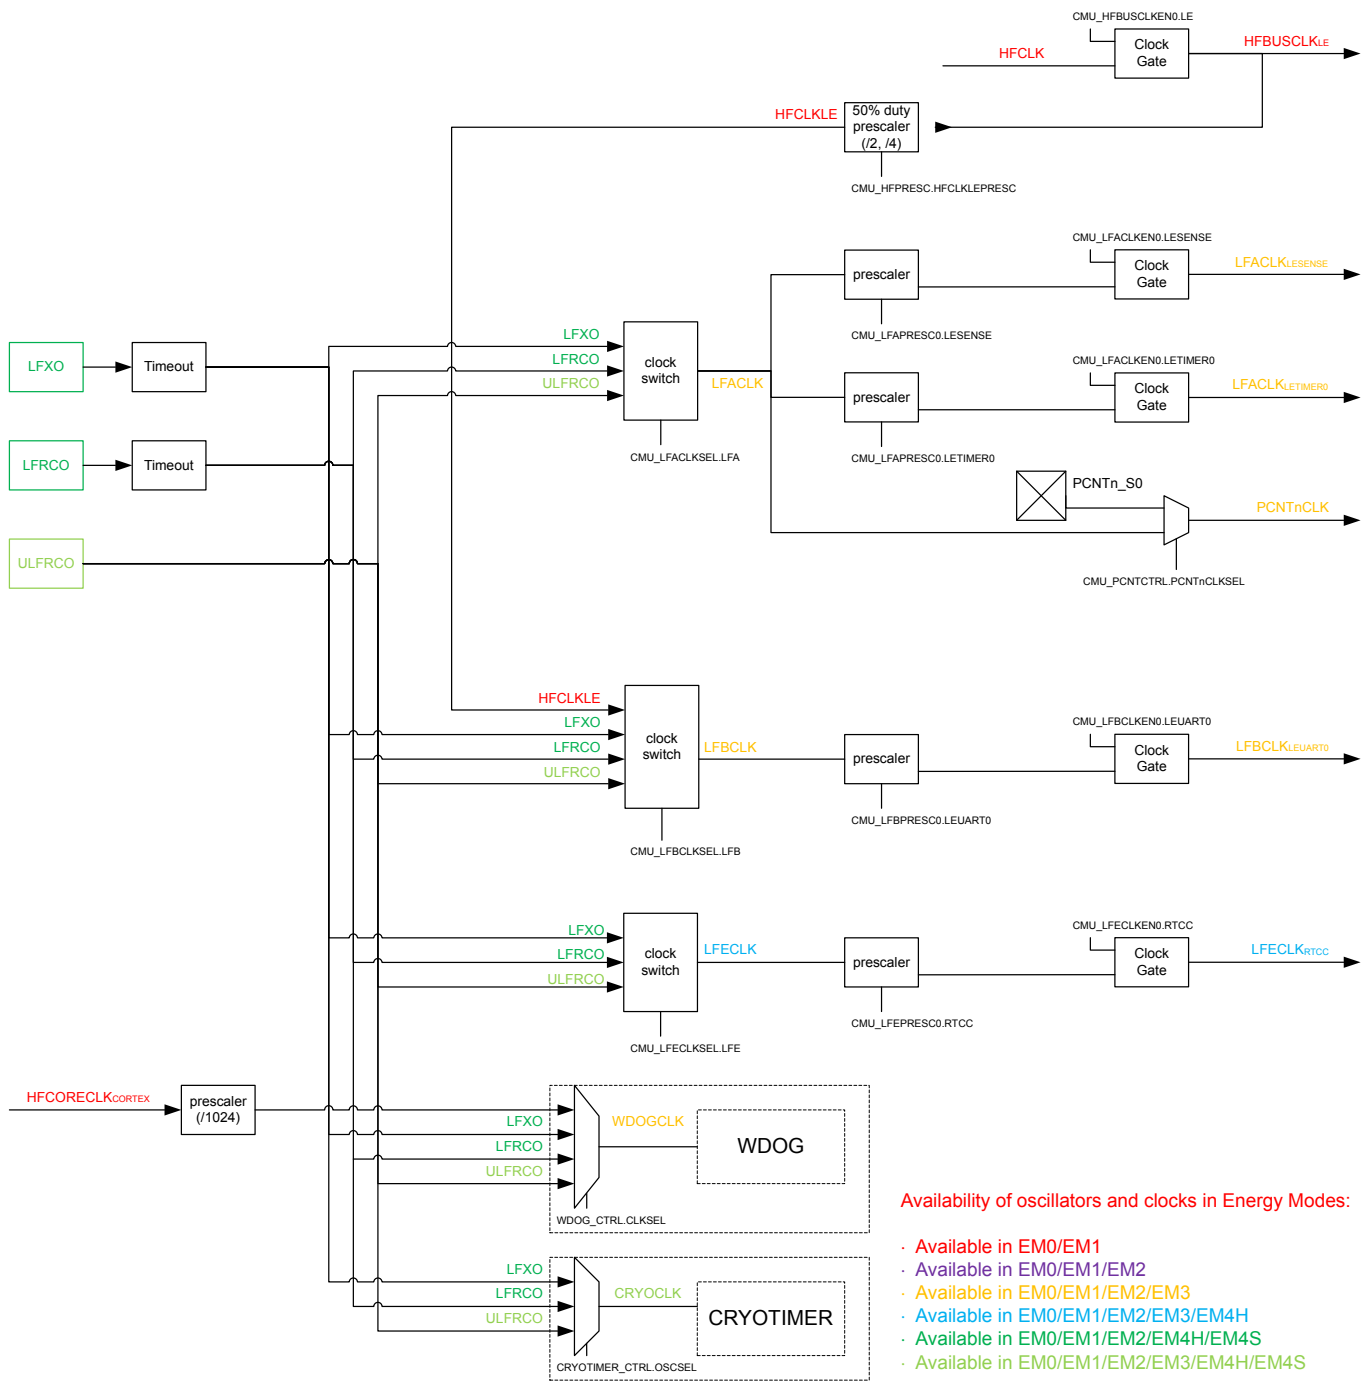 CMU_HFBUSCLKEN0.LE
HFCLK
Clock
Gate
HFBUSCLKLE
HFCLKLE
50% duty
prescaler
(/2, /4)
CMU_HFPRESC.HFCLKLEPRESC
CMU_LFACLKEN0.LESENSE
prescaler
Clock
Gate
LFACLKLESENSE
CMU_LFAPRESC0.LESENSE
LFXO
Timeout
LFXO
LFRCO
ULFRCO
clock
switch
LFACLK
CMU_LFACLKSEL.LFA
CMU_LFACLKEN0.LETIMER0
prescaler
Clock
Gate
LFACLKLETIMER0
CMU_LFAPRESC0.LETIMER0
LFRCO
Timeout
PCNTn_S0
PCNTnCLK
CMU_PCNTCTRL.PCNTnCLKSEL
ULFRCO
HFCLKLE
LFXO
LFRCO
ULFRCO
clock
switch
LFBCLK
CMU_LFBCLKSEL.LFB
prescaler
CMU_LFBPRESC0.LEUART0
CMU_LFBCLKEN0.LEUART0
Clock
Gate
LFBCLKLEUART0
LFXO
LFRCO
ULFRCO
clock
switch
LFECLK
CMU_LFECLKSEL.LFE
prescaler
CMU_LFEPRESC0.RTCC
CMU_LFECLKEN0.RTCC
Clock
Gate
LFECLKRTCC
HFCORECLKCORTEX
prescaler
(/1024)
LFXO
LFRCO
ULFRCO
WDOGCLK
WDOG
WDOG_CTRL.CLKSEL
LFXO
LFRCO
ULFRCO
CRYOCLK
CRYOTIMER
CRYOTIMER_CTRL.OSCSEL
Availability of oscillators and clocks in Energy Modes:
· Available in EM0/EM1
· Available in EM0/EM1/EM2
· Available in EM0/EM1/EM2/EM3
· Available in EM0/EM1/EM2/EM3/EM4H
· Available in EM0/EM1/EM2/EM4H/EM4S
· Available in EM0/EM1/EM2/EM3/EM4H/EM4S